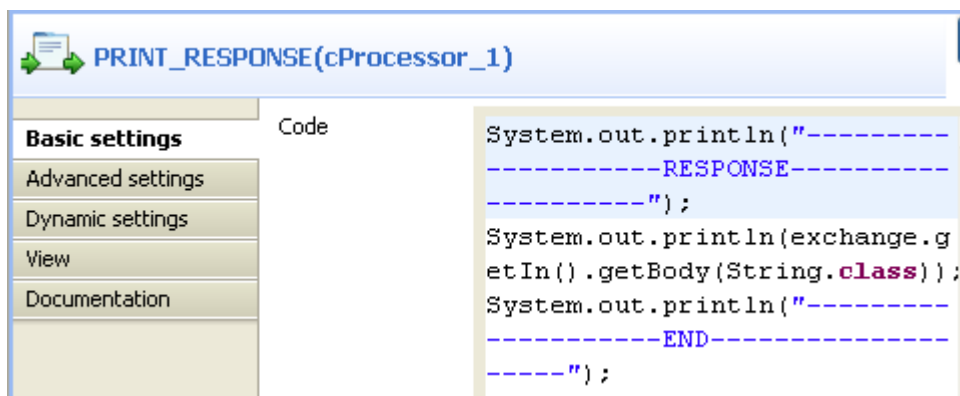 PRINT_RESPONSE(cProcessor_1)
Basic settings
Advanced settings
Dynamic settings
View
Documentation
Code
System.out.println("---------
-----------RESPONSE----------
----------");
System.out.println(exchange.g
etIn().getBody(String.class));
System.out.println("---------
-----------END---------------
-----");